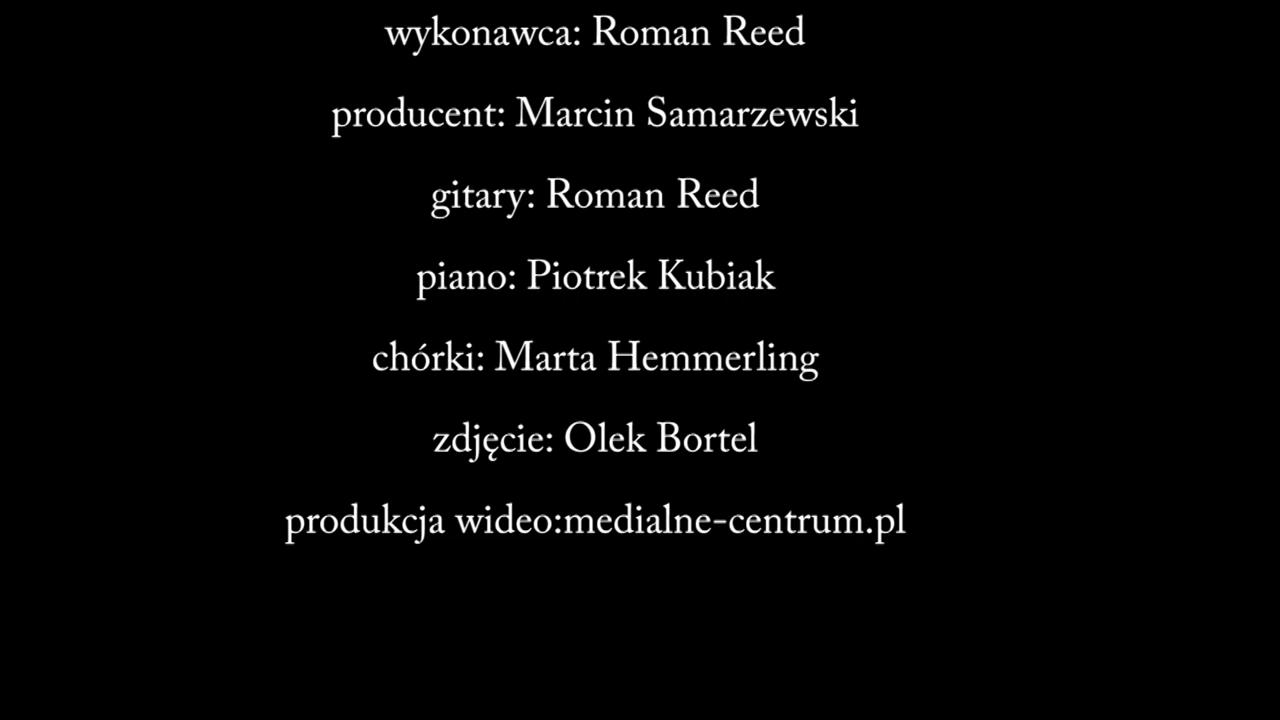 wykonawca: Roman Reed
producent: Marcin Samarzewski
gitary: Roman Reed
piano: Piotrek Kubiak
chórki: Marta Hemmerling
zdjęcie: Olek Bortel
produkcja wideo:medialne-centrum.pl